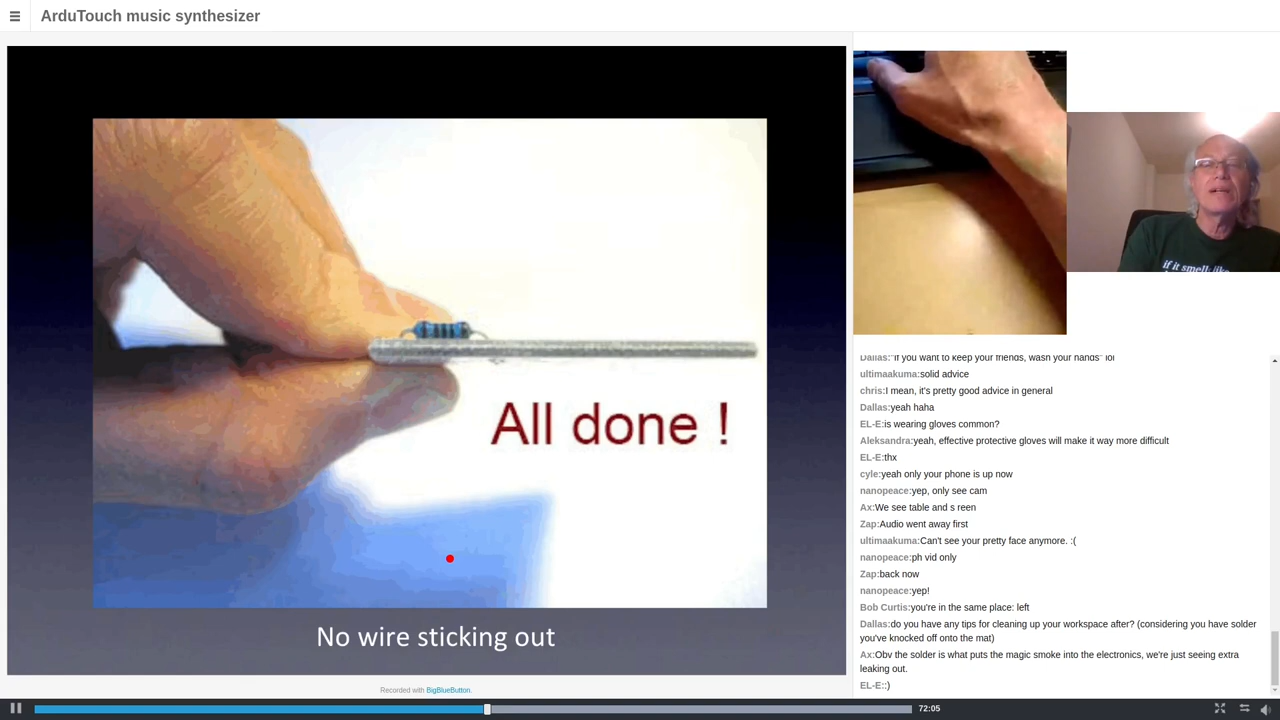 ArduTouch music synthesizer
All done !
No wire sticking out
Recorded with BigBlueButton.
if it smell like
Dallas:"If you want to keep your friends, wash your hands" lol
ultimaakuma:solid advice
chris:I mean, it's pretty good advice in general
Dallas:yeah haha
EL-E:is wearing gloves common?
Aleksandra:yeah, effective protective gloves will make it way more difficult
EL-E:thx
cyle:yeah only your phone is up now
nanopeace:yep, only see cam
Ax:We see table and s reen
Zap:Audio went away first
ultimaakuma:Can't see your pretty face anymore. :(
nanopeace:ph vid only
Zap:back now
nanopeace:yep!
Bob Curtis:you're in the same place: left
Dallas:do you have any tips for cleaning up your workspace after? (considering you have solder
you've knocked off onto the mat)
Ax:Obv the solder is what puts the magic smoke into the electronics, we're just seeing extra
leaking out.
EL-E::)
72:05